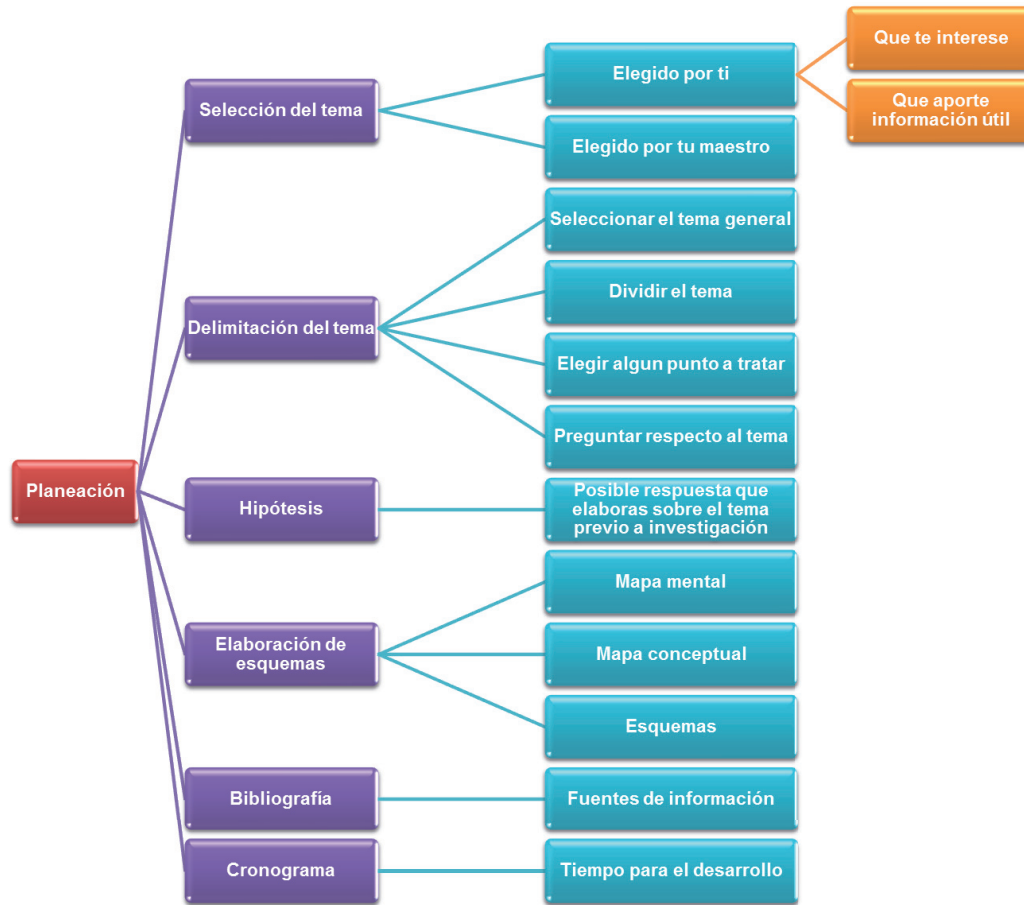 Planeación
Selección del tema
Elegido por ti
Que te interese
Que aporte
información útil
Elegido por tu maestro
Delimitación del tema
Seleccionar el tema general
Dividir el tema
Elegir algun punto a tratar
Preguntar respecto al tema
Hipótesis
Posible respuesta que
elaboras sobre el tema
previo a investigación
Elaboración de
esquemas
Mapa mental
Mapa conceptual
Esquemas
Bibliografía
Fuentes de información
Cronograma
Tiempo para el desarrollo